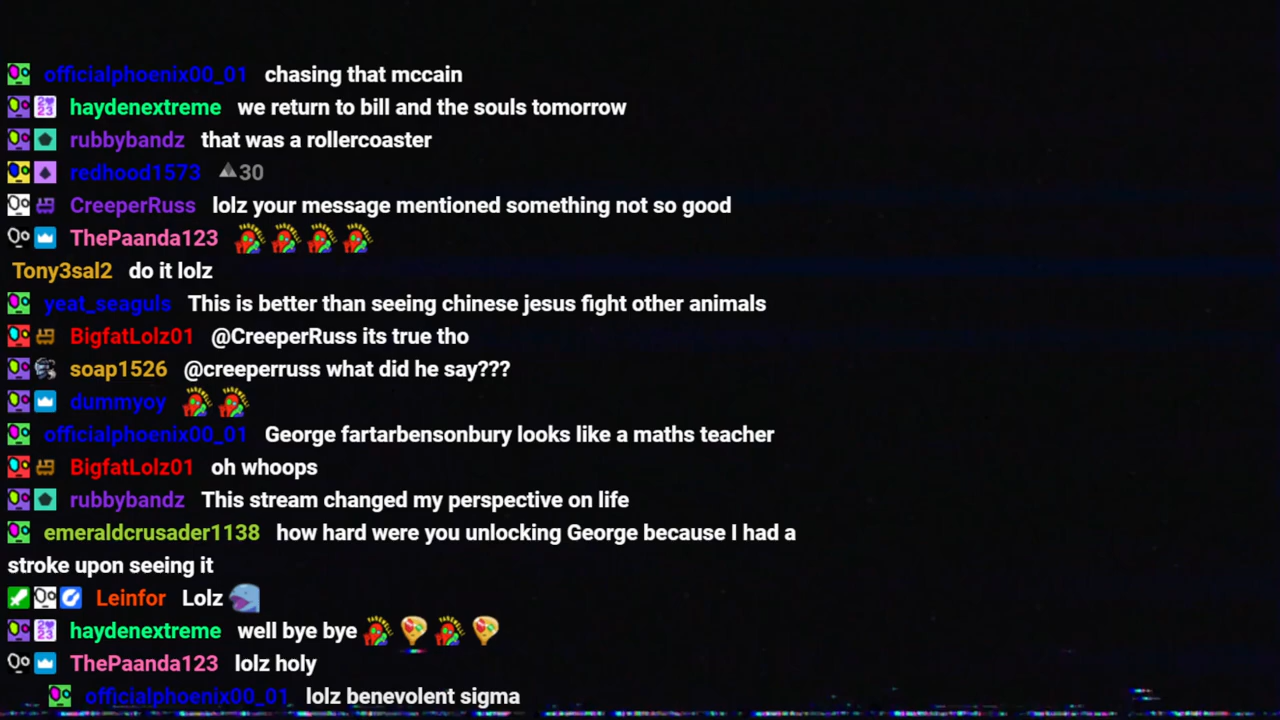 officialphoenix00_01 chasing that mccain
haydenextreme we return to bill and the souls tomorrow
rubbybandz that was a rollercoaster
redhood1573 30
CreeperRuss lolz your message mentioned something not so good
ThePaanda123
Tony3sal2 do it lolz
yeat_seaguls This is better than seeing chinese jesus fight other animals
BigfatLolz01 @CreeperRuss its true tho
soap1526 @creeperruss what did he say???
dummyoy
officialphoenix00_01 George fartarbensonbury looks like a maths teacher
BigfatLolz01 oh whoops
rubbybandz This stream changed my perspective on life
emeraldcrusader1138 how hard were you unlocking George because I had a
stroke upon seeing it
Leinfor Lolz
haydenextreme well bye bye
ThePaanda123 lolz holy
officialphoenix00_01 lolz benevolent sigma